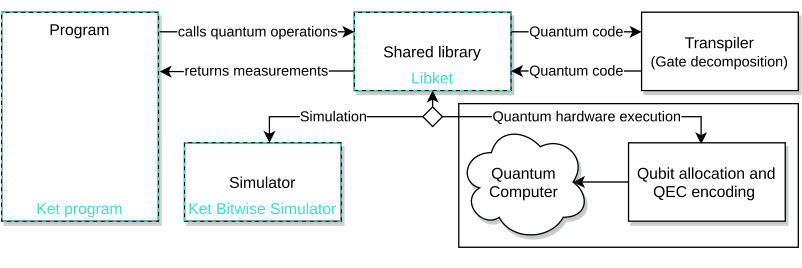 Program
calls quantum operations
returns measurements
Ket program
Shared library
Libket
Quantum code
Quantum code
Transpiler
(Gate decomposition)
Simulation
Quantum hardware execution
Simulator
Ket Bitwise Simulator
Quantum
Computer
Qubit allocation and
QEC encoding